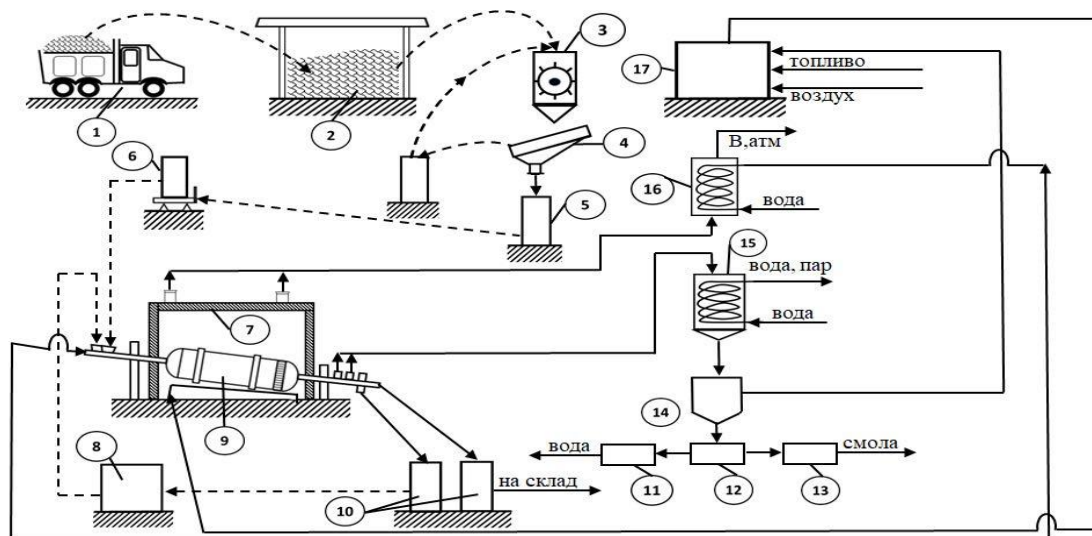 3
17
топливо
воздух
1
2
4
В,атм
6
16
вода
5
15
вода, пар
7
вода
14
9
8
вода
смола
10
на склад
11
12
13